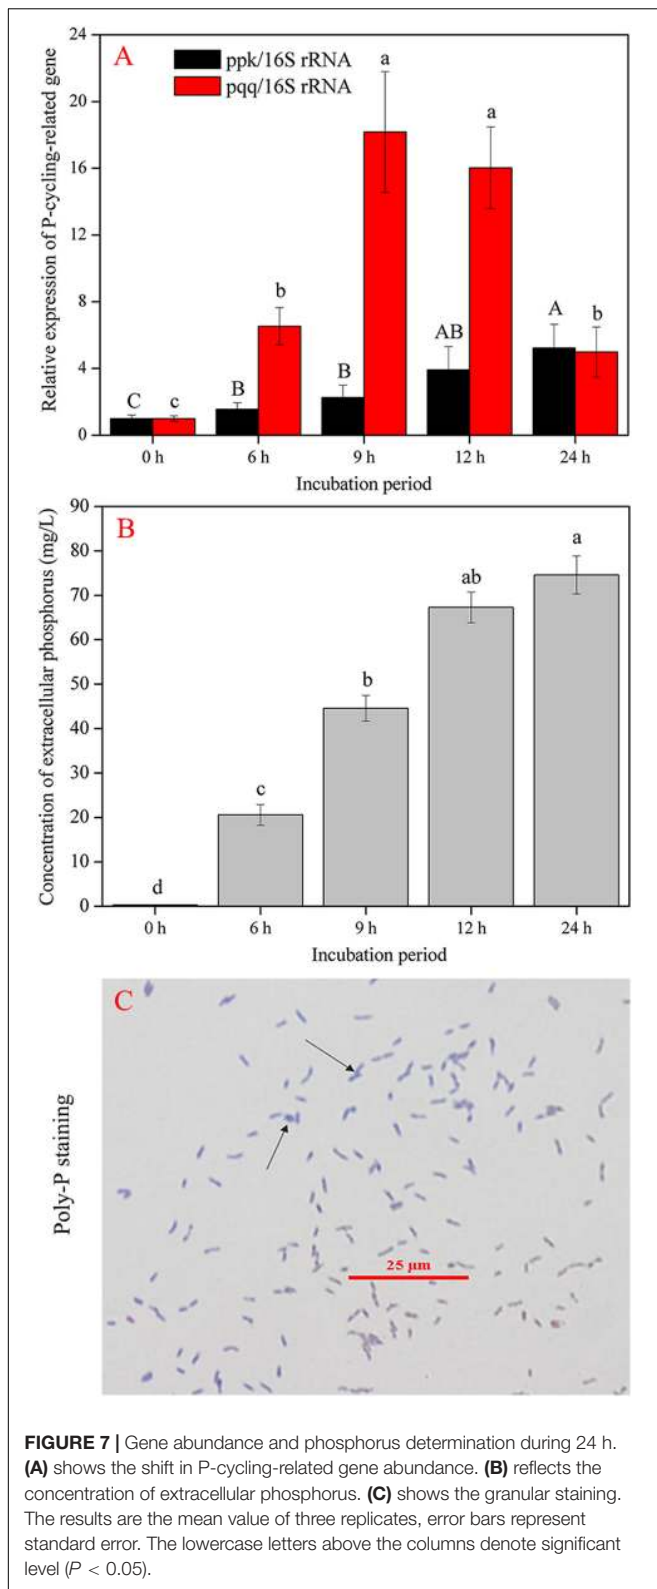 A
ppk/16S rRNA
pqq/16S rRNA
Relative expression of P-cycling-related gene
24
20
16
12
8
4
0
C
c
B
b
B
a
AB
a
A
b
0 h
6 h
9 h
12 h
24 h
Incubation period
B
Concentration of extracellular phosphorus (mg/L)
90
80
70
60
50
40
30
20
10
0
d
c
b
ab
a
0 h
6 h
9 h
12 h
24 h
Incubation period
C
Poly-P staining
25 μm
FIGURE 7 | Gene abundance and phosphorus determination during 24 h.
(A) shows the shift in P-cycling-related gene abundance. (B) reflects the
concentration of extracellular phosphorus. (C) shows the granular staining.
The results are the mean value of three replicates, error bars represent
standard error. The lowercase letters above the columns denote significant
level (P < 0.05).